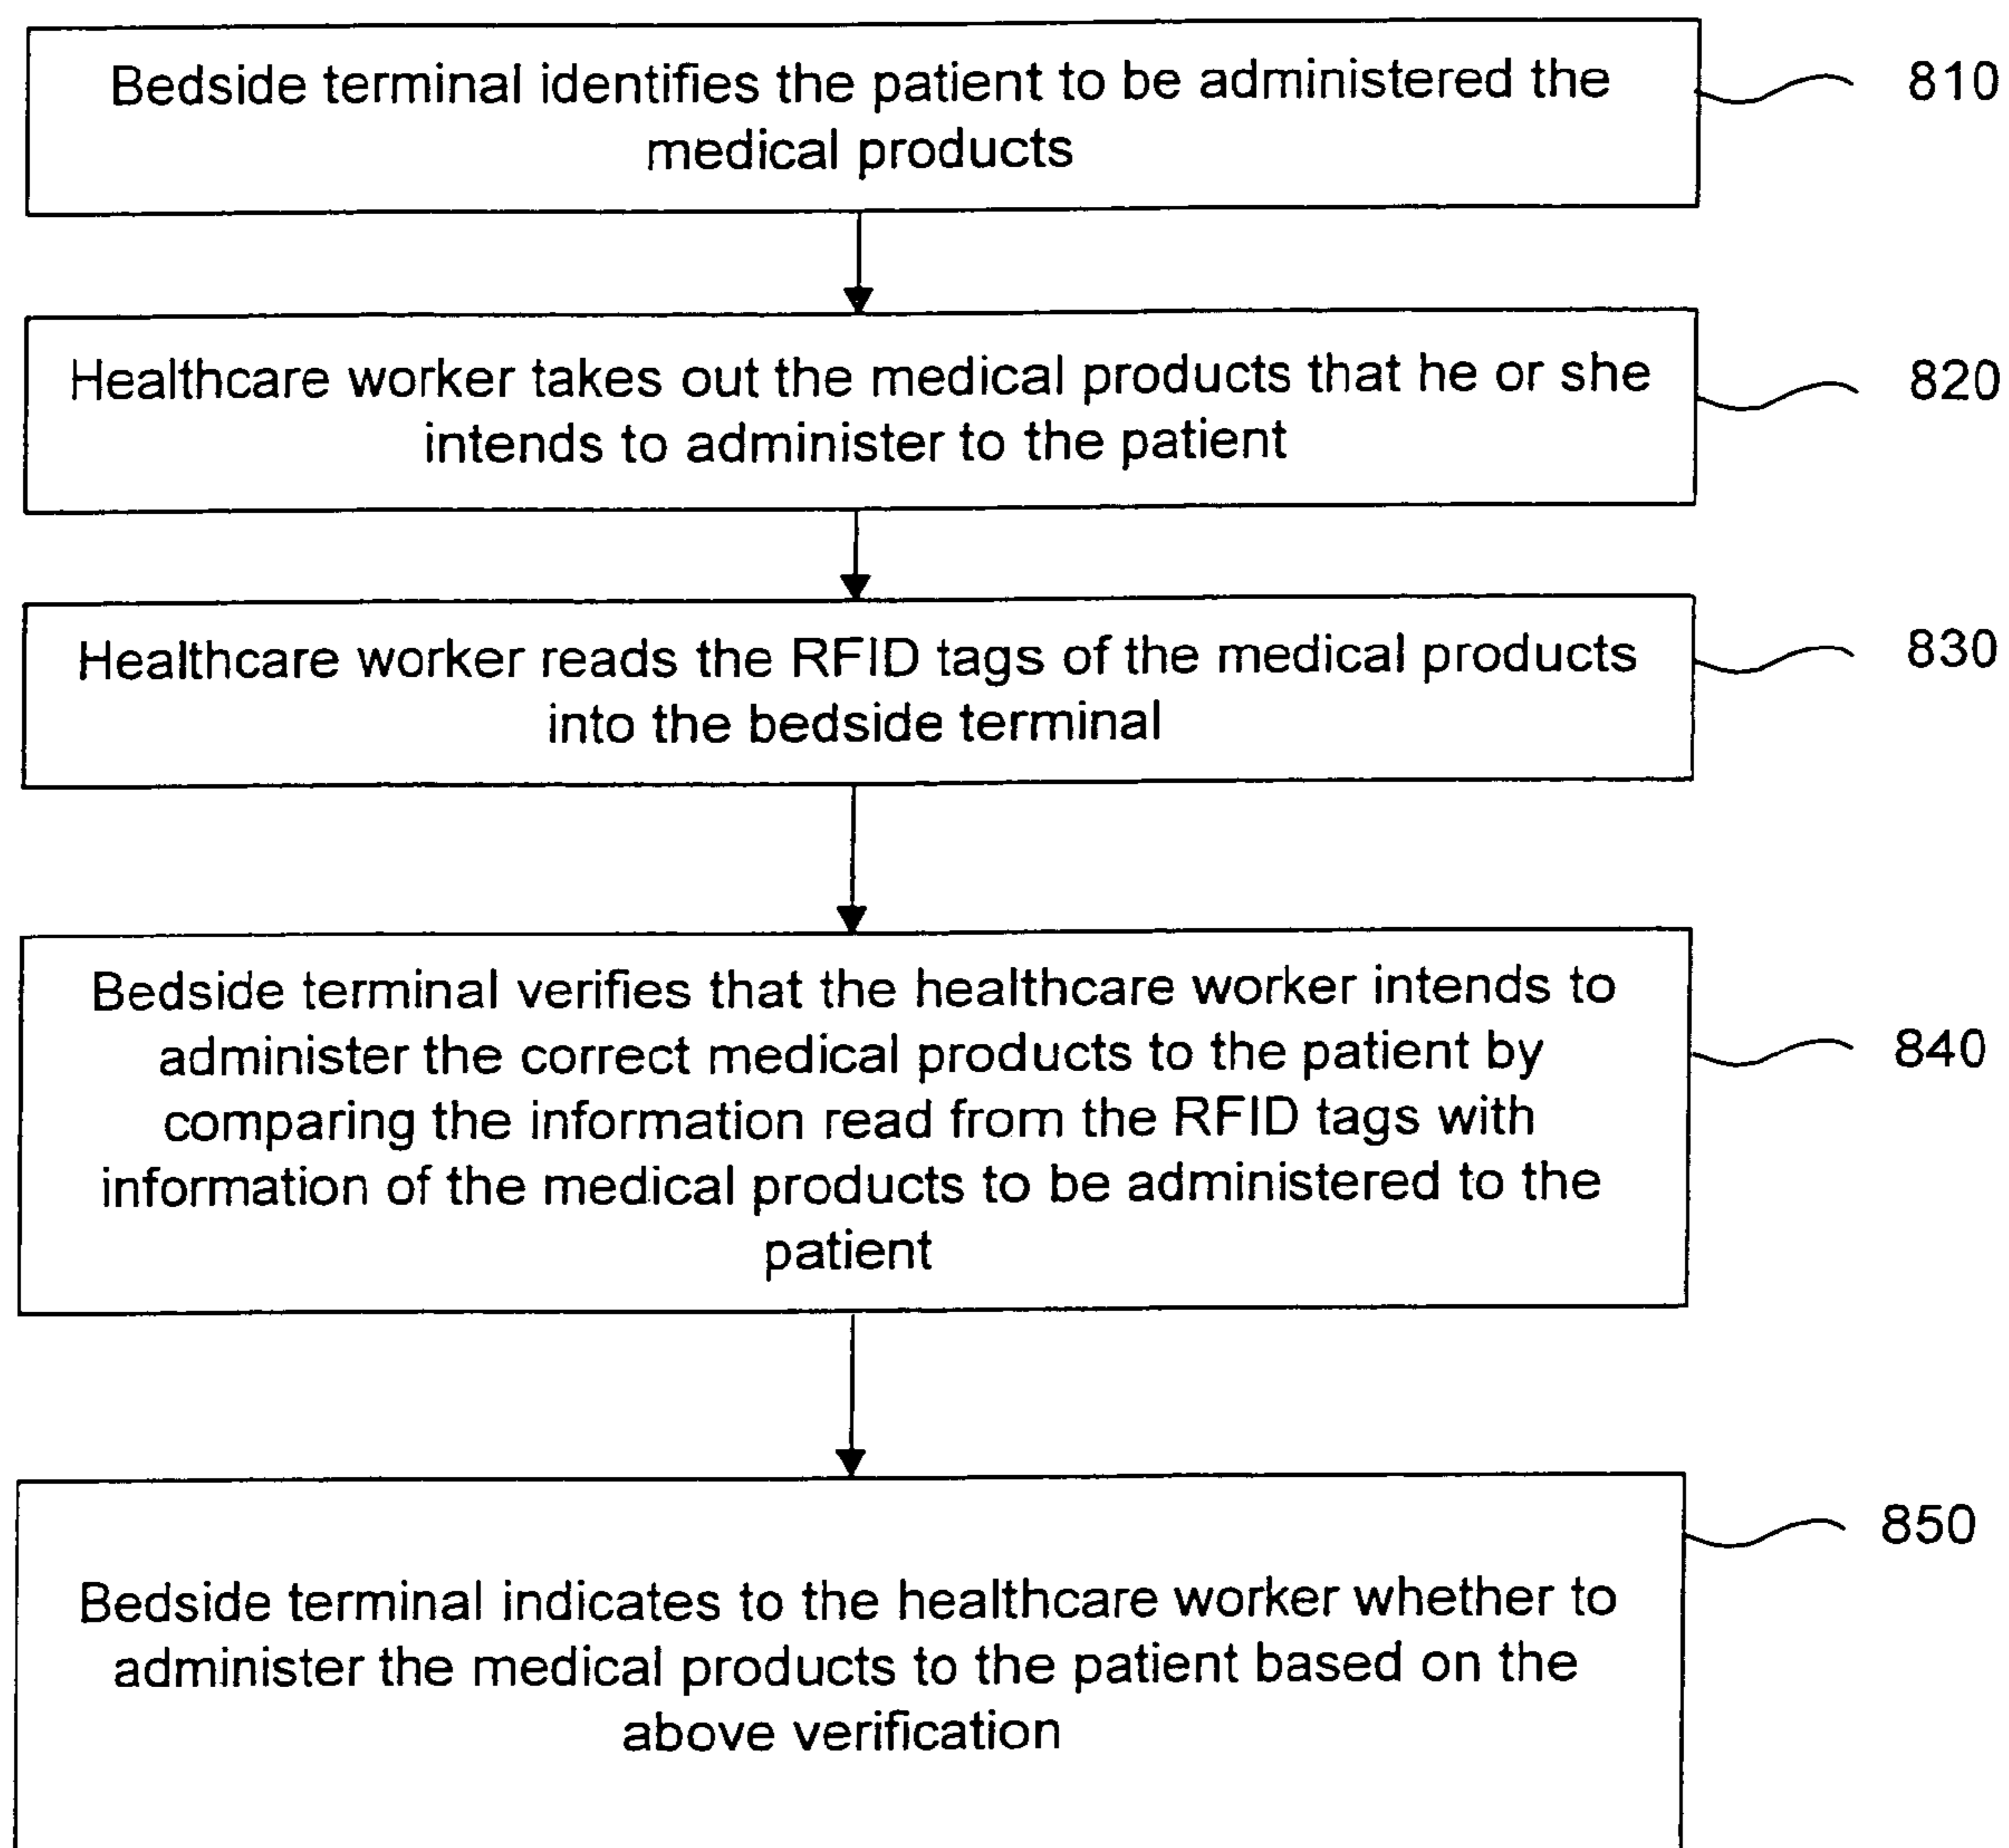 Bedside terminal identifies the patient to be administered the
medical products
810
Healthcare worker takes out the medical products that he or she
intends to administer to the patient
820
Healthcare worker reads the RFID tags of the medical products
into the bedside terminal
830
Bedside terminal verifies that the healthcare worker intends to
administer the correct medical products to the patient by
comparing the information read from the RFID tags with
information of the medical products to be administered to the
patient
840
850
Bedside terminal indicates to the healthcare worker whether to
administer the medical products to the patient based on the
above verification